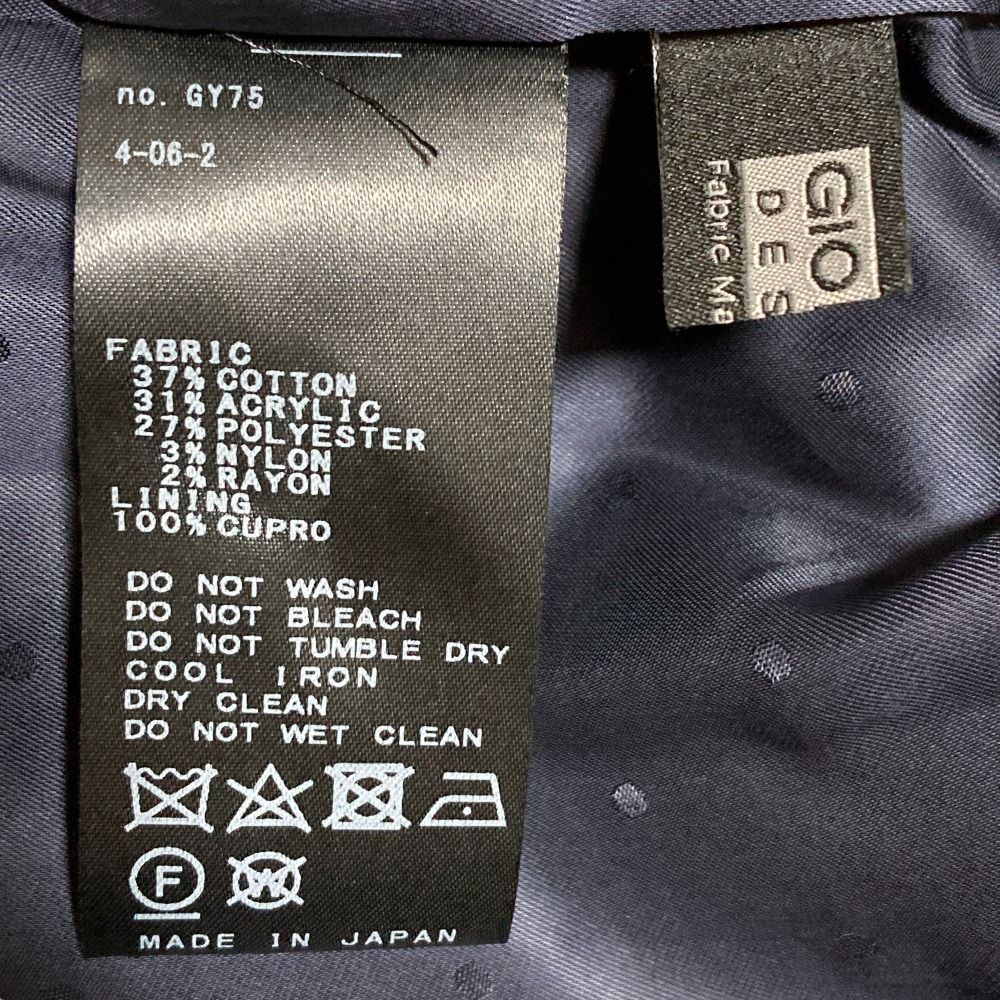 no. GY75
4-06-2
FABRIC
37% COTTON
31% ACRYLIC
27% POLYESTER
3% NYLON
2% RAYON
LINING
100% CUPRO
DO NOT WASH
DO NOT BLEACH
DO NOT TUMBLE DRY
COOL IRON
DRY CLEAN
DO NOT WET CLEAN
F
W
MADE IN JAPAN
GIO
DES
Fabric Ma